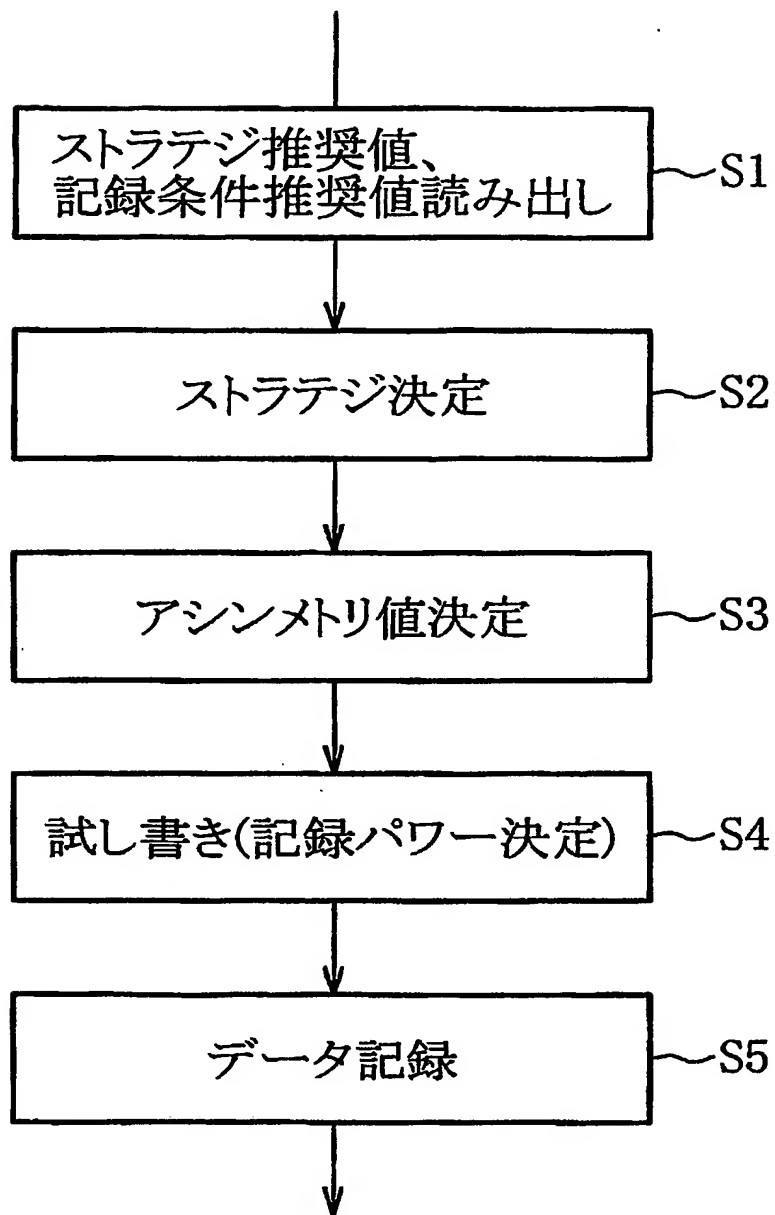 ストラテジ推奨値、
記録条件推奨値読み出し
S1
ストラテジ決定
S2
アシンメトリ値決定
S3
試し書き(記録パワー決定)
S4
データ記録
S5